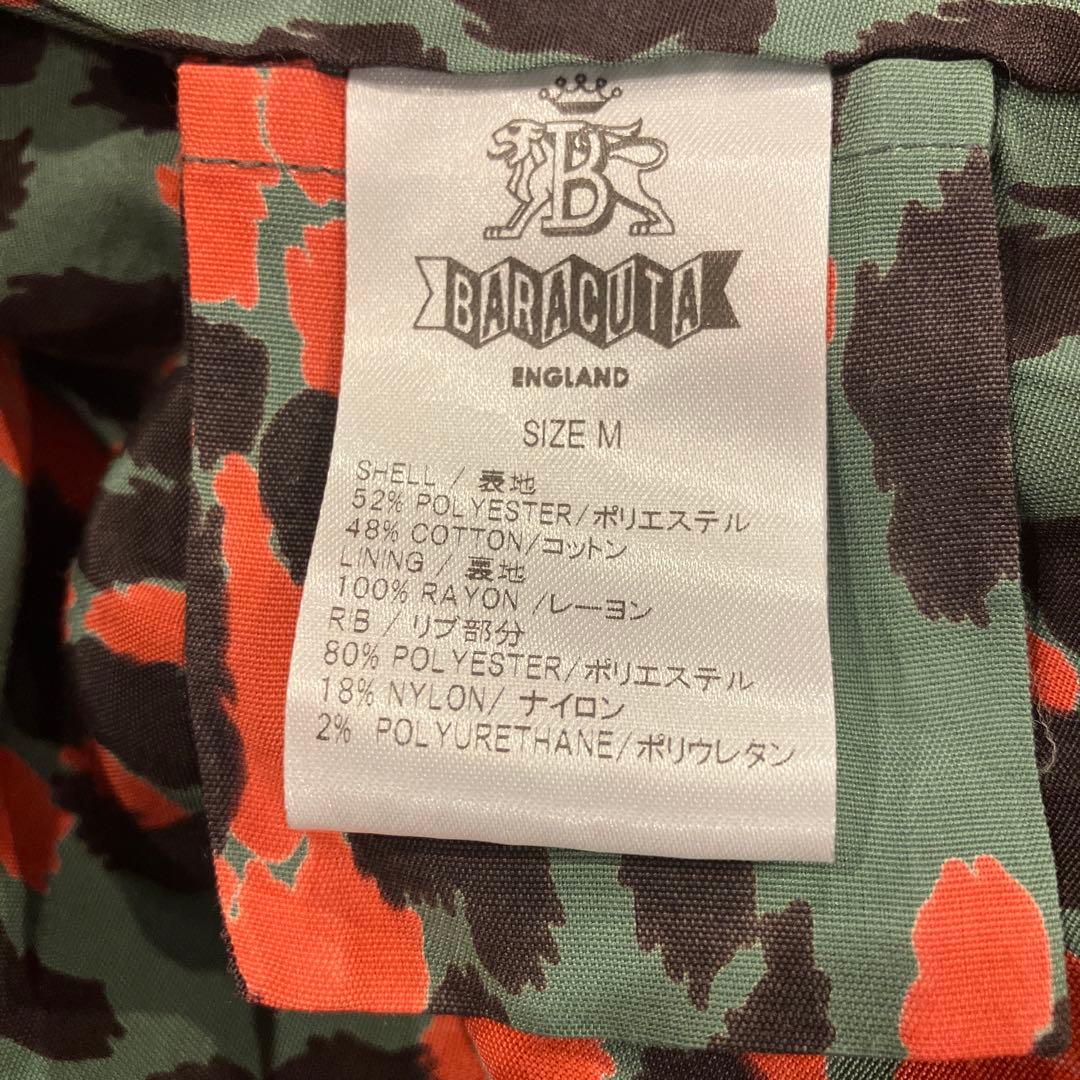 B
BARACUTA
ENGLAND
SIZE M
SHELL / 表地
52% POLYESTER/ポリエステル
48% COTTON/コットン
LINING / 裏地
100% RAYON /レーヨン
RIB / リブ部分
80% POLYESTER/ポリエステル
18% NYLON/ ナイロン
2% POLYURETHANE/ポリウレタン